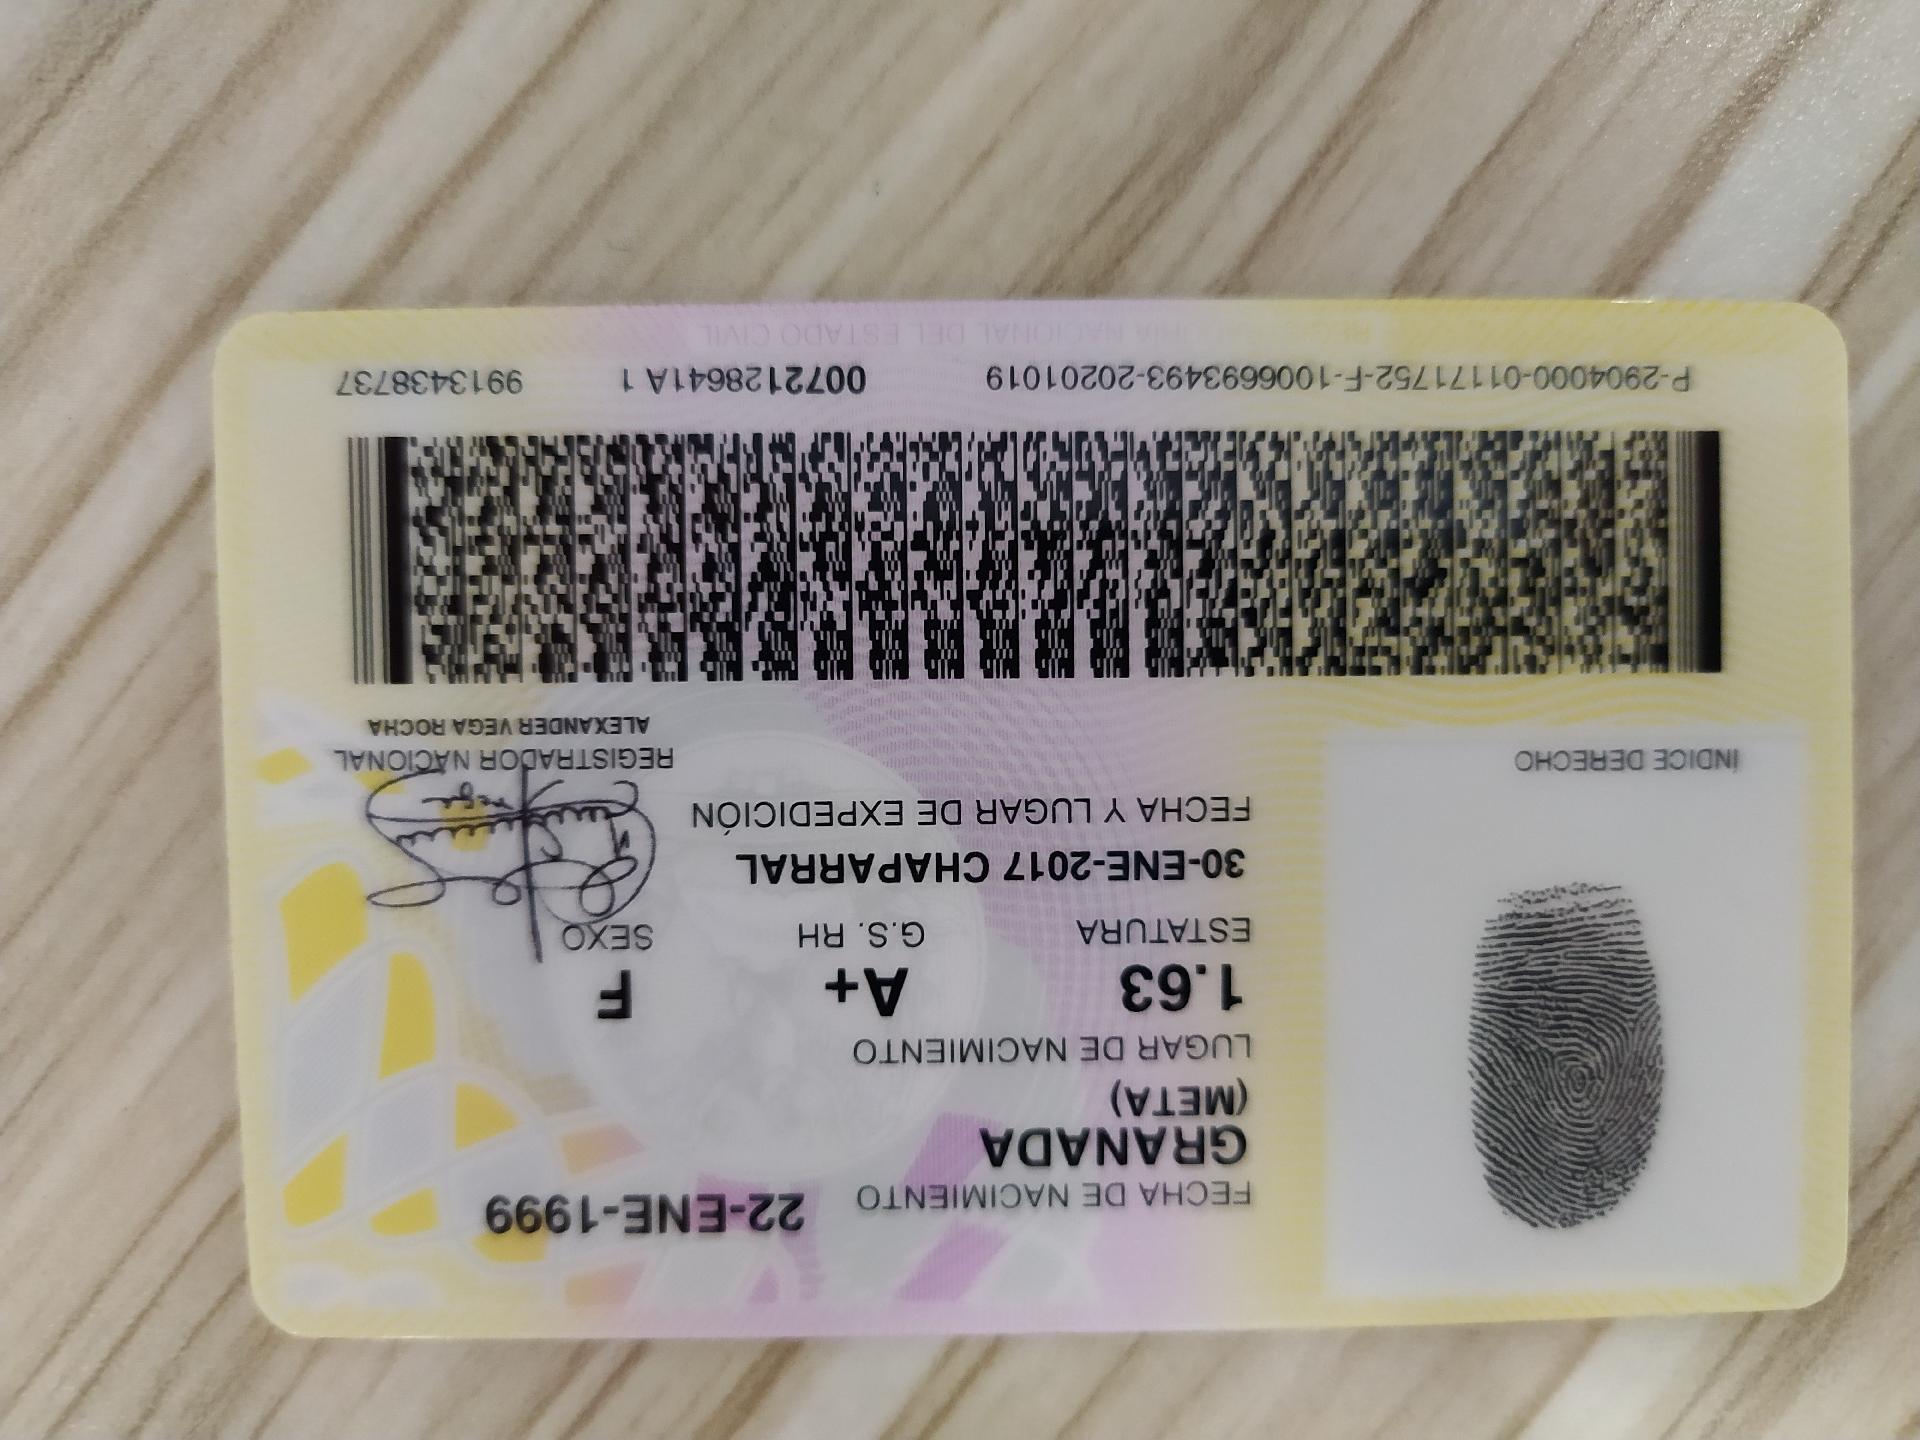 FECHA DE NACIMIENTO 22-ENE-1999
GRANADA
(META)
LUGAR DE NACIMIENTO
1.63 A+ F
ESTATURA G.S. RH SEXO
30-ENE-2017 CHAPARRAL
FECHA Y LUGAR DE EXPEDICIÓN
ÍNDICE DERECHO
REGISTRADOR NACIONAL
ALEXANDER VEGA ROCHA
P-2904000-01171752-F-1006693493-20201019 0072128641A 1 9913438737
REGISTRADURÍA NACIONAL DEL ESTADO CIVIL